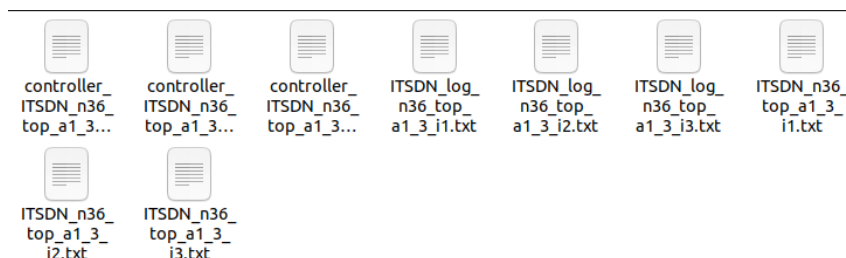 controller_
ITSDN_n36_
top_a1_3...
controller_
ITSDN_n36_
top_a1_3...
controller_
ITSDN_n36_
top_a1_3...
ITSDN_log_
n36_top_
a1_3_i1.txt
ITSDN_log_
n36_top_
a1_3_i2.txt
ITSDN_log_
n36_top_
a1_3_i3.txt
ITSDN_n36_
top_a1_3_
i1.txt
ITSDN_n36_
top_a1_3_
i2.txt
ITSDN_n36_
top_a1_3_
i3.txt